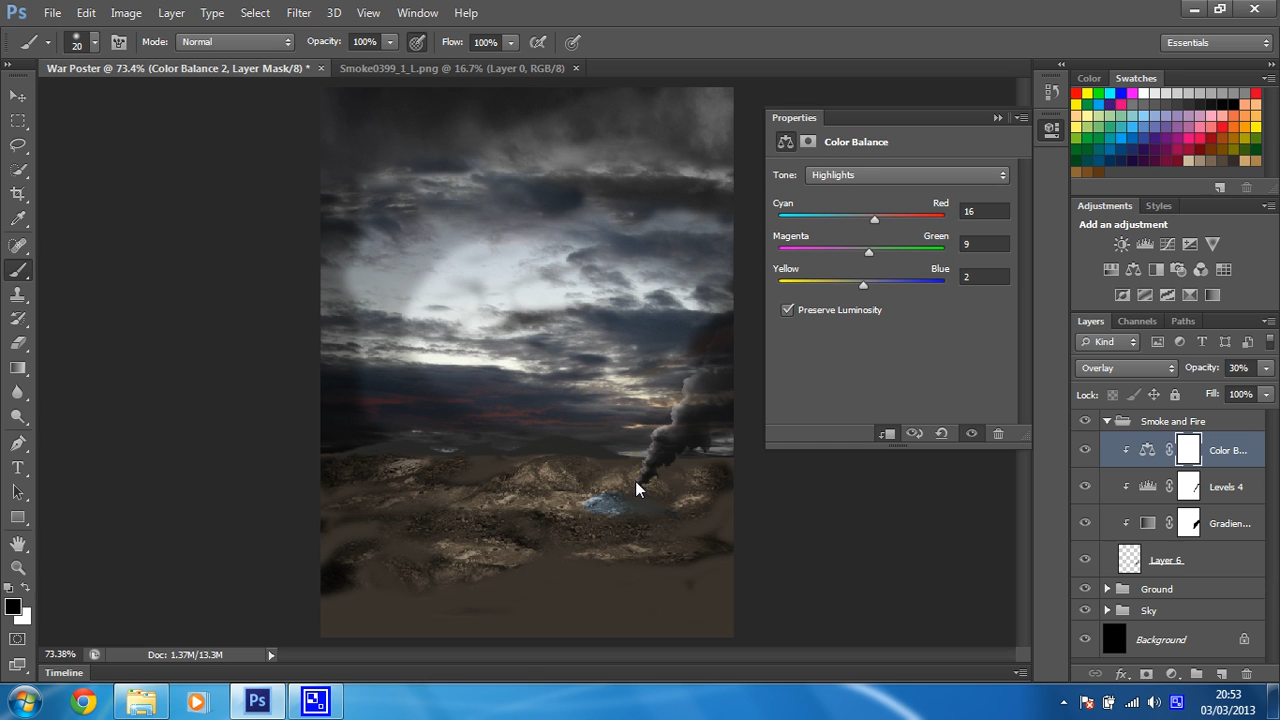 Ps File Edit Image Layer Type Select Filter 3D View Window Help
20 Mode: Normal Opacity: 100% Flow: 100% Essentials
War Poster @ 73.4% (Color Balance 2, Layer Mask/8) * × Smoke0399_1_L.png @ 16.7% (Layer 0, RGB/8) ×
Color Swatches
Properties
Color Balance
Tone: Highlights
Cyan Red 16
Magenta Green 9
Yellow Blue 2
Preserve Luminosity
Adjustments Styles
Add an adjustment
Layers Channels Paths
Kind
Overlay Opacity: 30%
Lock: Fill: 100%
Smoke and Fire
Color B...
Levels 4
Gradien...
Layer 6
Ground
Sky
Background
73.38% Doc: 1.37M/13.3M
Timeline
Ps
20:53
03/03/2013